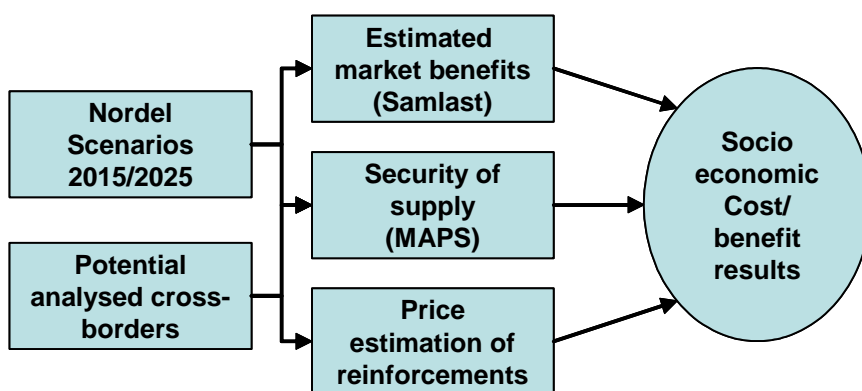 Nordel
Scenarios
2015/2025
Potential
analysed cross-
borders
Estimated
market benefits
(Samlast)
Security of
supply
(MAPS)
Price
estimation of
reinforcements
Socio
economic
Cost/
benefit
results